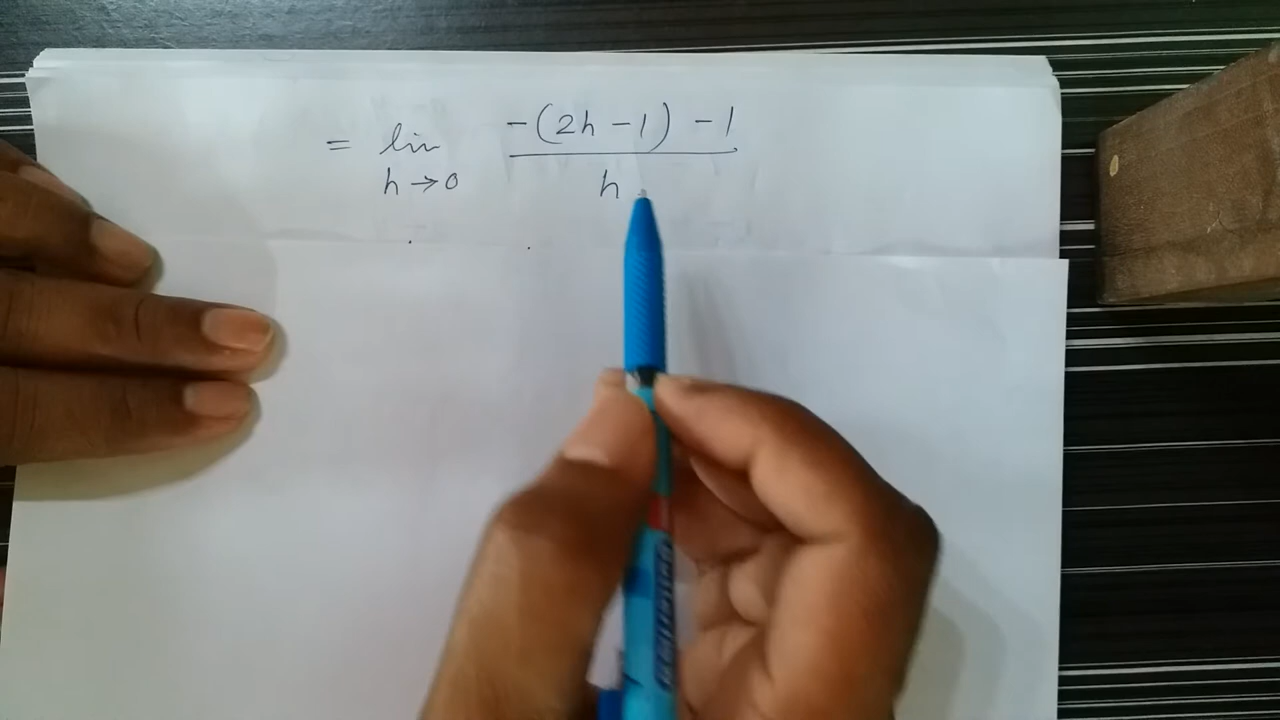 = lim -(2h-1) -1
h→0 h